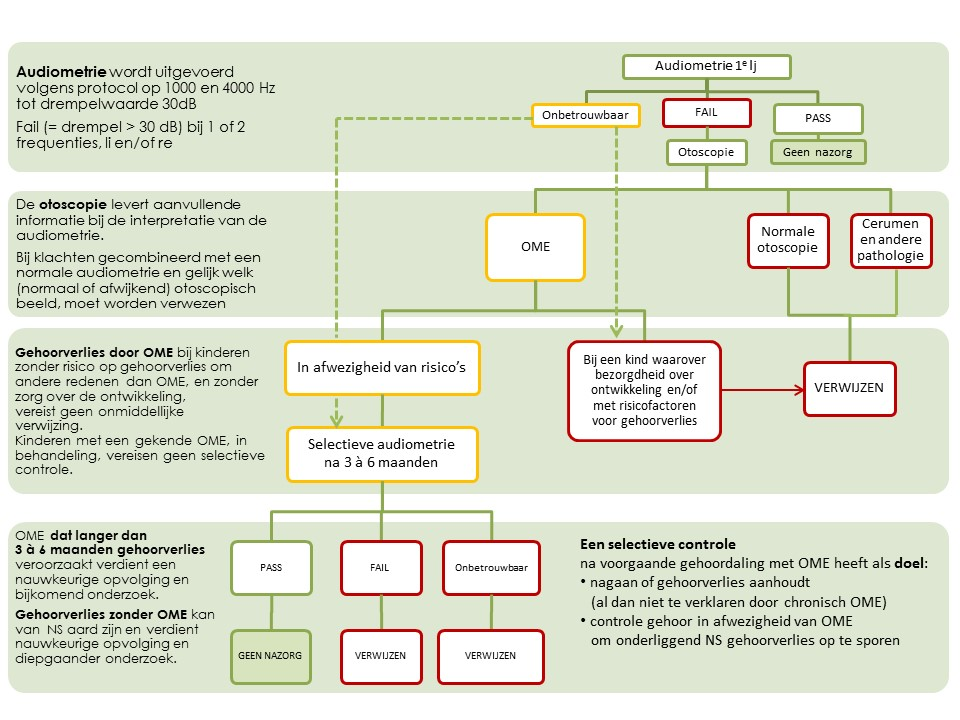 Audiometrie wordt uitgevoerd
volgens protocol op 1000 en 4000 Hz
tot drempelwaarde 30dB
Fail (= drempel > 30 dB) bij 1 of 2
frequenties, li en/of re
Audiometrie 1e lj
Onbetrouwbaar
FAIL
PASS
Otoscopie
Geen nazorg
De otoscopie levert aanvullende
informatie bij de interpretatie van de
audiometrie.
Bij klachten gecombineerd met een
normale audiometrie en gelijk welk
(normaal of afwijkend) otoscopisch
beeld, moet worden verwezen
OME
Normale
otoscopie
Cerumen
en andere
pathologie
Gehoorverlies door OME bij kinderen
zonder risico op gehoorverlies om
andere redenen dan OME, en zonder
zorg over de ontwikkeling,
vereist geen onmiddellijke
verwijzing.
Kinderen met een gekende OME, in
behandeling, vereisen geen selectieve
controle.
In afwezigheid van risico's
Selectieve audiometrie
na 3 à 6 maanden
Bij een kind waarover
bezorgdheid over
ontwikkeling en/of
met risicofactoren
voor gehoorverlies
VERWIJZEN
OME dat langer dan
3 à 6 maanden gehoorverlies
veroorzaakt verdient een
nauwkeurige opvolging en
bijkomend onderzoek.
Gehoorverlies zonder OME kan
van NS aard zijn en verdient
nauwkeurige opvolging en
diepgaander onderzoek.
PASS
FAIL
Onbetrouwbaar
GEEN NAZORG
VERWIJZEN
VERWIJZEN
Een selectieve controle
na voorgaande gehoordaling met OME heeft als doel:
• nagaan of gehoorverlies aanhoudt
(al dan niet te verklaren door chronisch OME)
• controle gehoor in afwezigheid van OME
om onderliggend NS gehoorverlies op te sporen